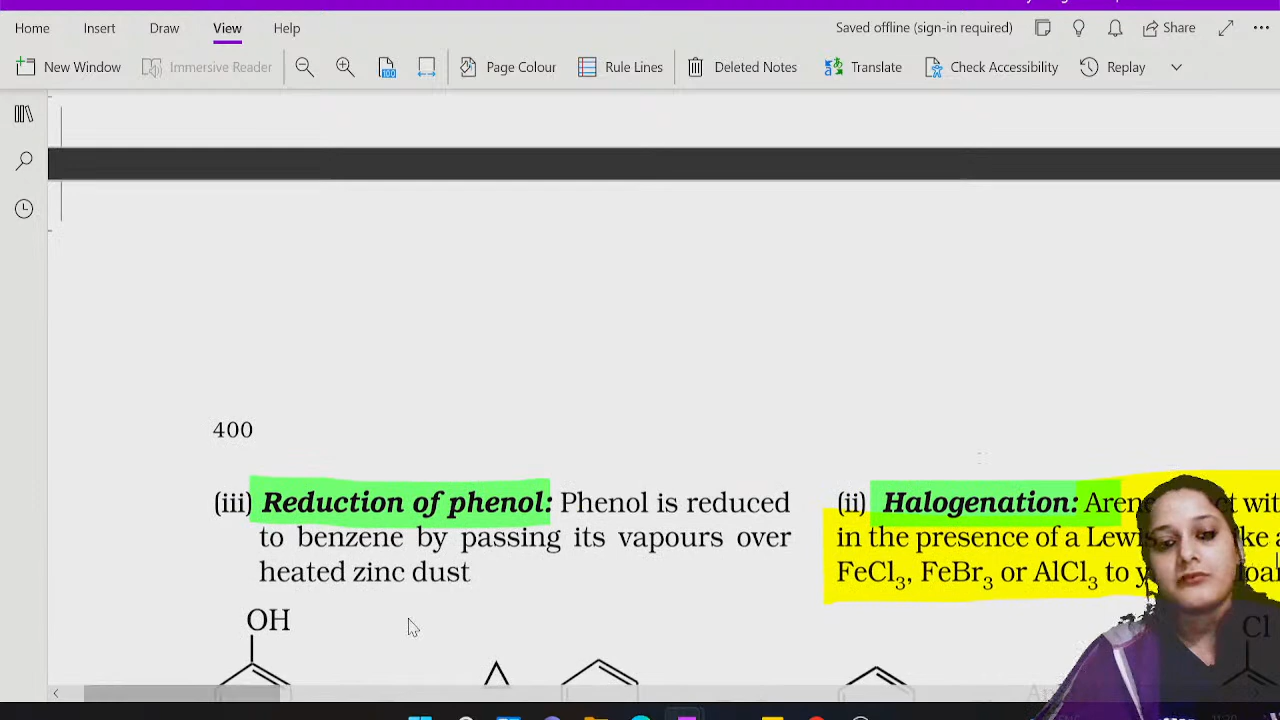 Home Insert Draw View Help
Saved offline (sign-in required) Share
New Window Immersive Reader Page Colour Rule Lines Deleted Notes Translate Check Accessibility Replay
400
(iii) Reduction of phenol: Phenol is reduced
to benzene by passing its vapours over
heated zinc dust
OH
(ii) Halogenation:
in the presence of a
FeCl₃, FeBr₃ or AlCl₃ to
Cl